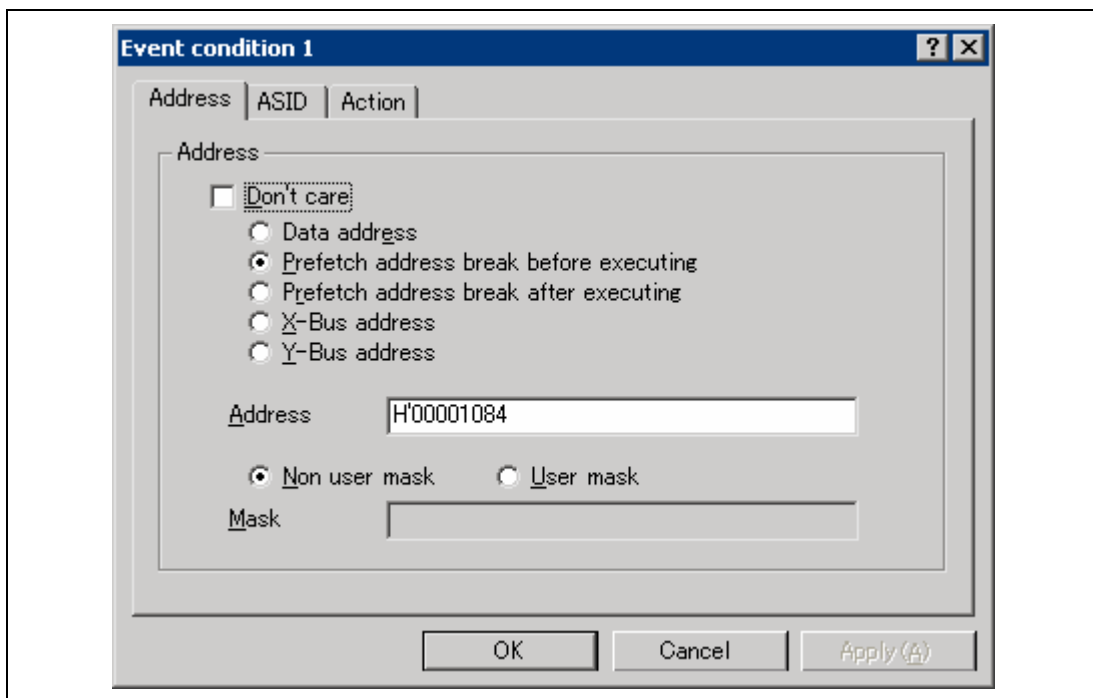 Event condition 1
Address ASID Action
Address
Don't care
Data address
Prefetch address break before executing
Prefetch address break after executing
X-Bus address
Y-Bus address
Address H'00001084
Non user mask User mask
Mask
OK Cancel Apply(A)